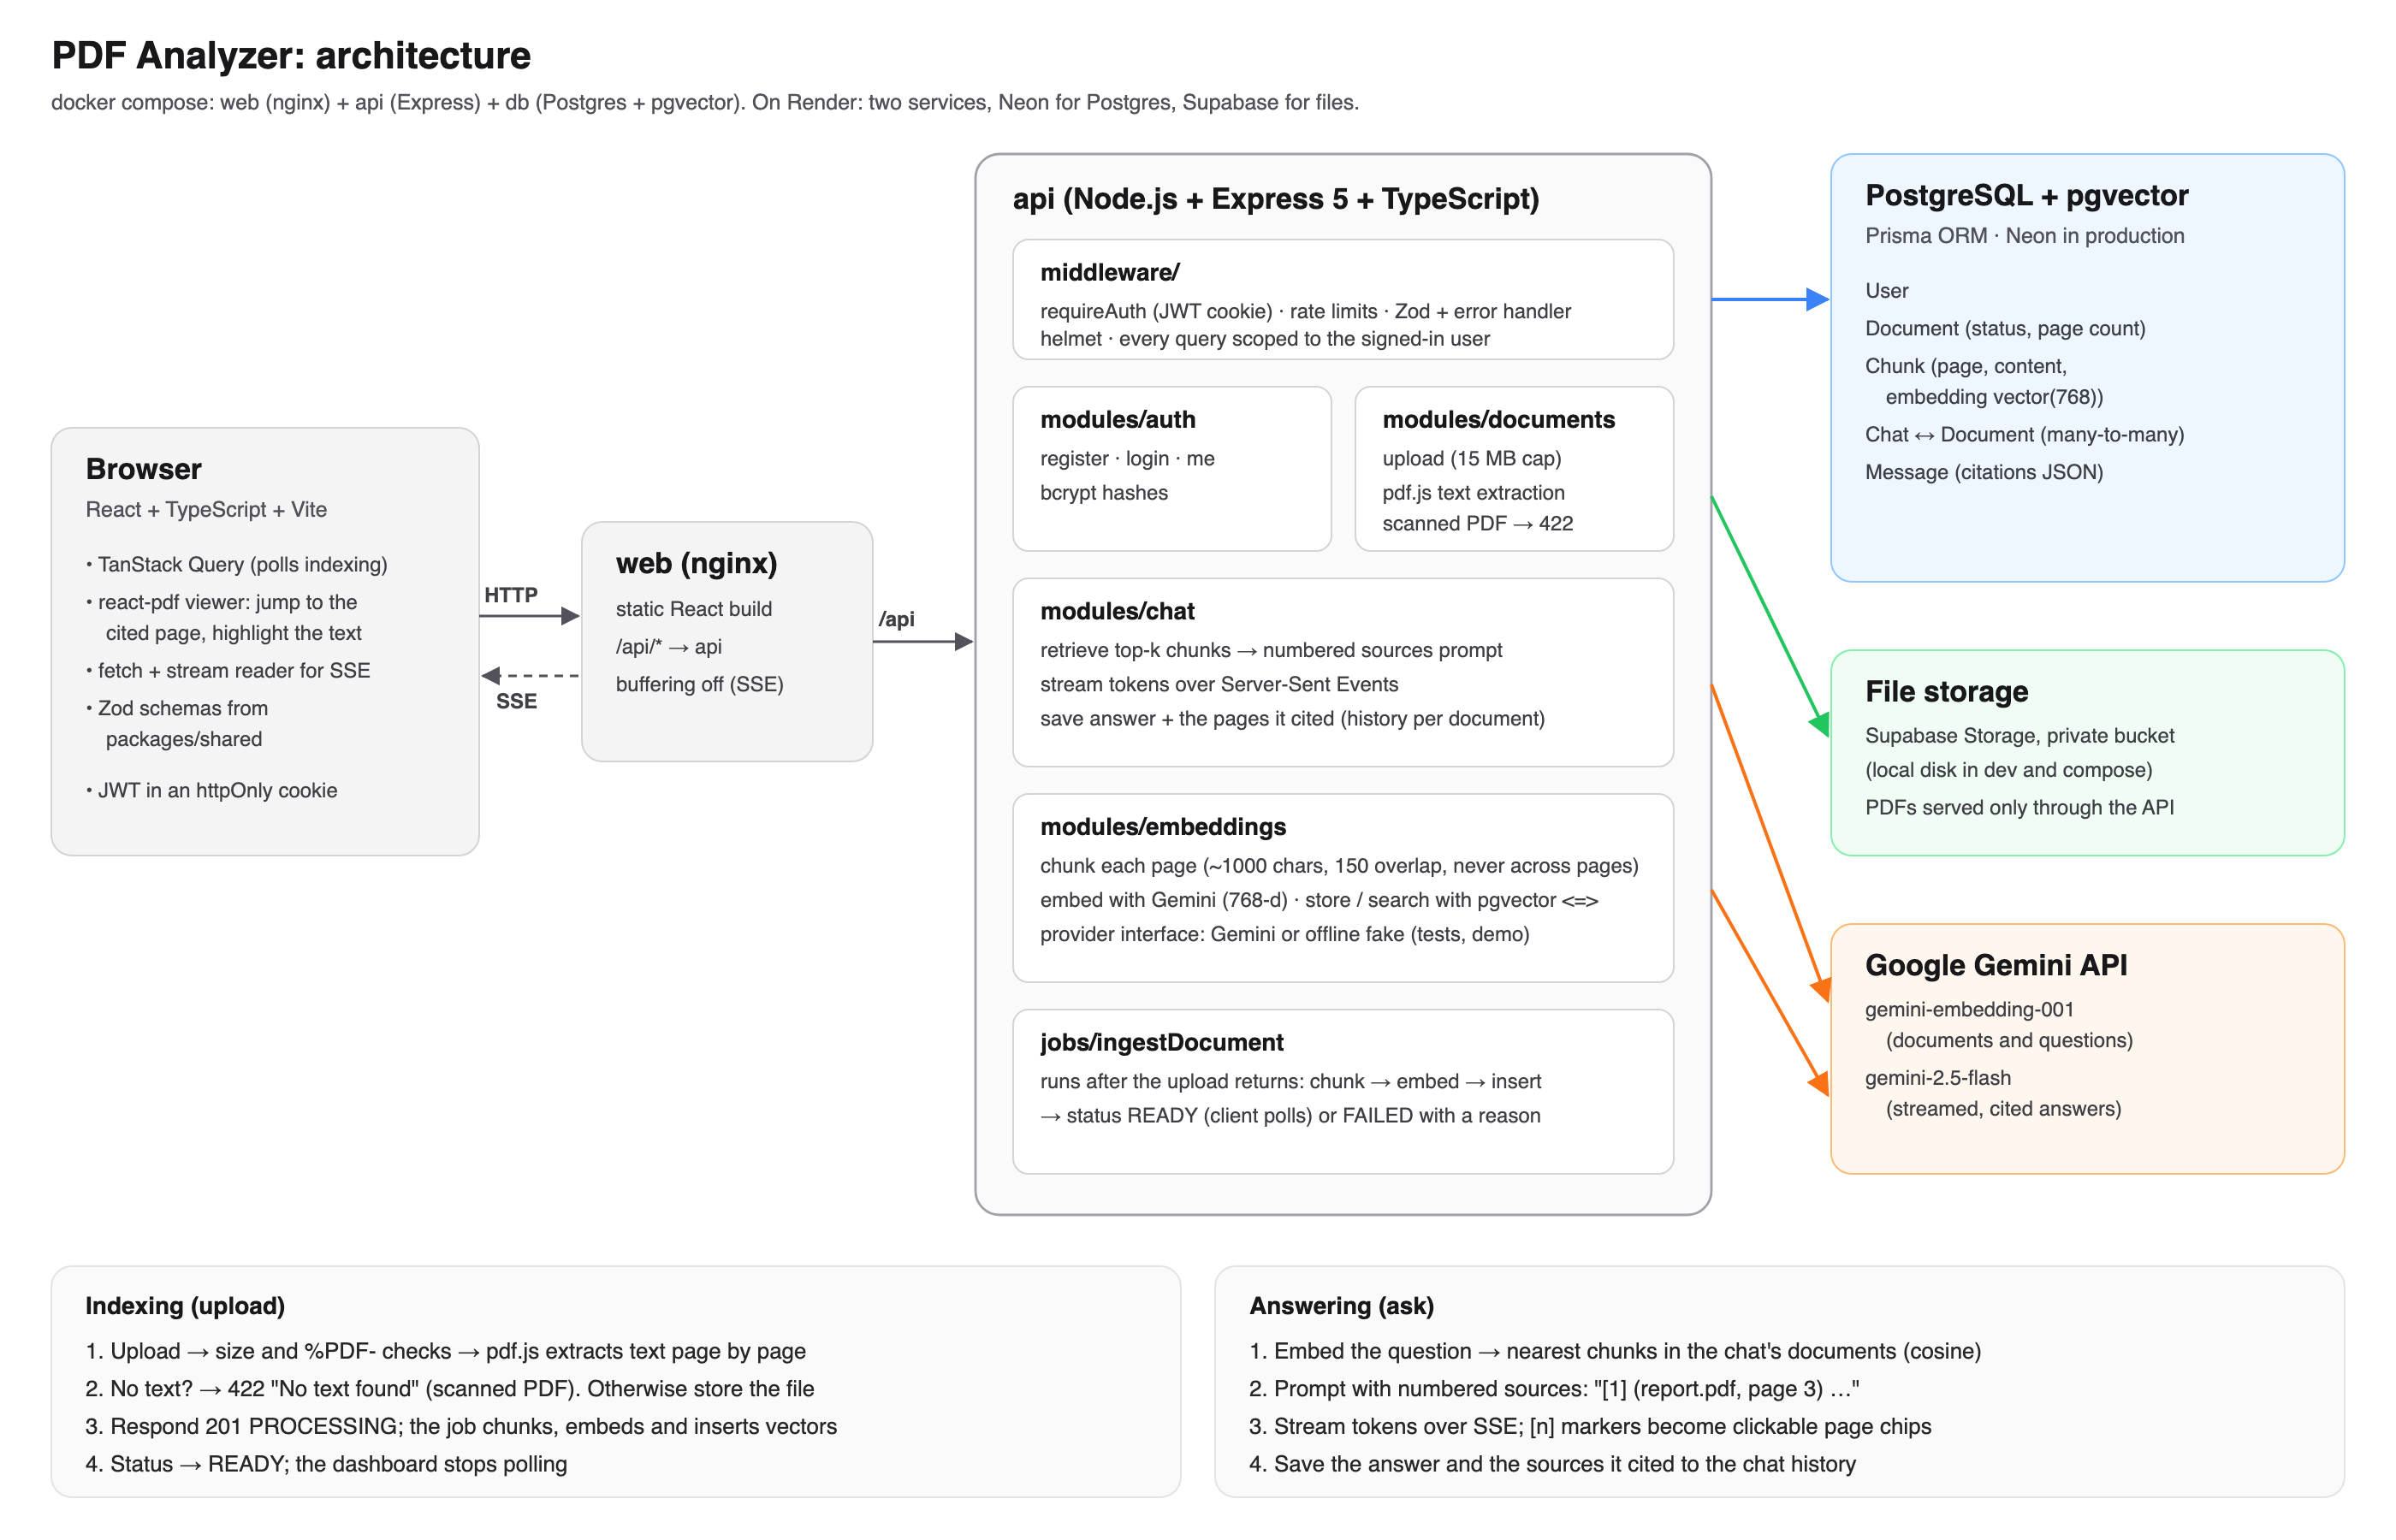 PDF Analyzer: architecture
docker compose: web (nginx) + api (Express) + db (Postgres + pgvector). On Render: two services, Neon for Postgres, Supabase for files.
Browser
React + TypeScript + Vite
• TanStack Query (polls indexing)
• react-pdf viewer: jump to the
cited page, highlight the text
• fetch + stream reader for SSE
• Zod schemas from
packages/shared
• JWT in an httpOnly cookie
HTTP
SSE
web (nginx)
static React build
/api/* → api
buffering off (SSE)
/api
api (Node.js + Express 5 + TypeScript)
middleware/
requireAuth (JWT cookie) · rate limits · Zod + error handler
helmet · every query scoped to the signed-in user
modules/auth
register · login · me
bcrypt hashes
modules/documents
upload (15 MB cap)
pdf.js text extraction
scanned PDF → 422
modules/chat
retrieve top-k chunks → numbered sources prompt
stream tokens over Server-Sent Events
save answer + the pages it cited (history per document)
modules/embeddings
chunk each page (~1000 chars, 150 overlap, never across pages)
embed with Gemini (768-d) · store / search with pgvector <=>
provider interface: Gemini or offline fake (tests, demo)
jobs/ingestDocument
runs after the upload returns: chunk → embed → insert
→ status READY (client polls) or FAILED with a reason
PostgreSQL + pgvector
Prisma ORM · Neon in production
User
Document (status, page count)
Chunk (page, content,
embedding vector(768))
Chat ↔ Document (many-to-many)
Message (citations JSON)
File storage
Supabase Storage, private bucket
(local disk in dev and compose)
PDFs served only through the API
Google Gemini API
gemini-embedding-001
(documents and questions)
gemini-2.5-flash
(streamed, cited answers)
Indexing (upload)
1. Upload → size and %PDF- checks → pdf.js extracts text page by page
2. No text? → 422 "No text found" (scanned PDF). Otherwise store the file
3. Respond 201 PROCESSING; the job chunks, embeds and inserts vectors
4. Status → READY; the dashboard stops polling
Answering (ask)
1. Embed the question → nearest chunks in the chat's documents (cosine)
2. Prompt with numbered sources: "[1] (report.pdf, page 3) …"
3. Stream tokens over SSE; [n] markers become clickable page chips
4. Save the answer and the sources it cited to the chat history